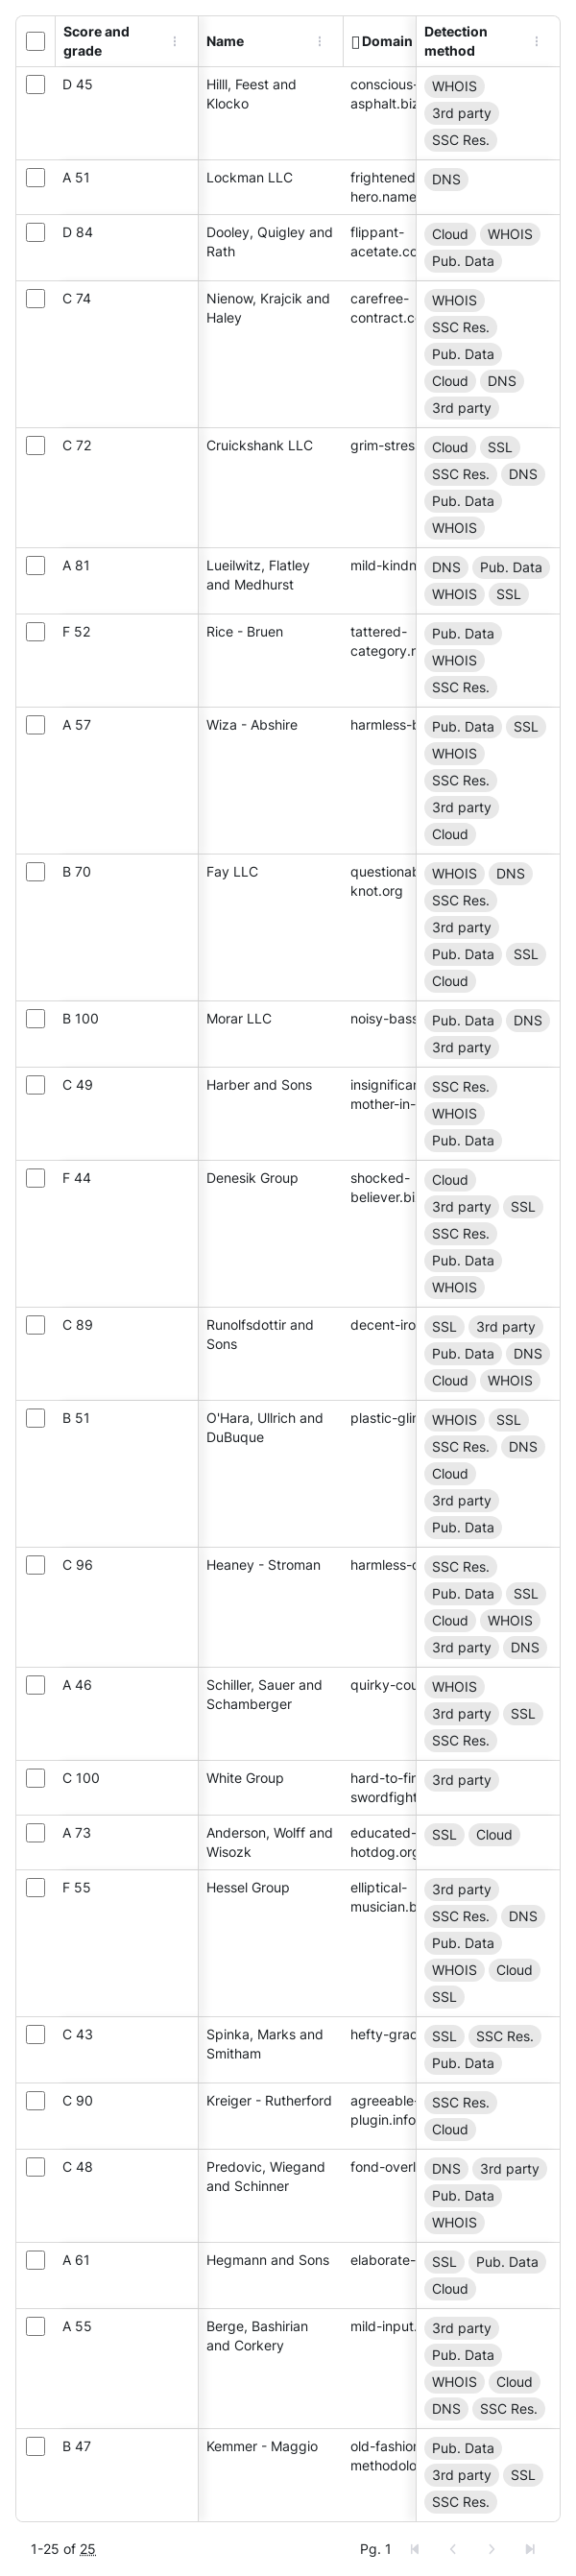 Score and grade Name Domain Detection method
D 45 Hilll, Feest and Klocko conscious-asphalt.biz WHOIS 3rd party SSC Res.
A 51 Lockman LLC frightened hero.name DNS
D 84 Dooley, Quigley and Rath flippant-acetate.co Cloud WHOIS Pub. Data
C 74 Nienow, Krajcik and Haley carefree-contract.c WHOIS SSC Res. Pub. Data Cloud DNS 3rd party
C 72 Cruickshank LLC grim-stres Cloud SSL SSC Res. DNS Pub. Data WHOIS
A 81 Lueilwitz, Flatley and Medhurst mild-kindn DNS Pub. Data WHOIS SSL
F 52 Rice - Bruen tattered-category. Pub. Data WHOIS SSC Res.
A 57 Wiza - Abshire harmless- Pub. Data SSL WHOIS SSC Res. 3rd party Cloud
B 70 Fay LLC questionab knot.org WHOIS DNS SSC Res. 3rd party Pub. Data SSL Cloud
B 100 Morar LLC noisy-bass Pub. Data DNS 3rd party
C 49 Harber and Sons insignifican mother-in- SSC Res. WHOIS Pub. Data
F 44 Denesik Group shocked-believer.bi Cloud 3rd party SSL SSC Res. Pub. Data WHOIS
C 89 Runolfsdottir and Sons decent-iro SSL 3rd party Pub. Data DNS Cloud WHOIS
B 51 O'Hara, Ullrich and DuBuque plastic-glin WHOIS SSL SSC Res. DNS Cloud 3rd party Pub. Data
C 96 Heaney - Stroman harmless- SSC Res. Pub. Data SSL Cloud WHOIS 3rd party DNS
A 46 Schiller, Sauer and Schamberger quirky-cou WHOIS 3rd party SSL SSC Res.
C 100 White Group hard-to-fin swordfight 3rd party
A 73 Anderson, Wolff and Wisozk educated-hotdog.org SSL Cloud
F 55 Hessel Group elliptical-musician.b 3rd party SSC Res. DNS Pub. Data WHOIS Cloud SSL
C 43 Spinka, Marks and Smitham hefty-grac SSL SSC Res. Pub. Data
C 90 Kreiger - Rutherford agreeable-plugin.info SSC Res. Cloud
C 48 Predovic, Wiegand and Schinner fond-overl DNS 3rd party Pub. Data WHOIS
A 61 Hegmann and Sons elaborate- SSL Pub. Data Cloud
A 55 Berge, Bashirian and Corkery mild-input. 3rd party Pub. Data WHOIS Cloud DNS SSC Res.
B 47 Kemmer - Maggio old-fashion methodolo Pub. Data 3rd party SSL SSC Res.
1-25 of 25 Pg. 1